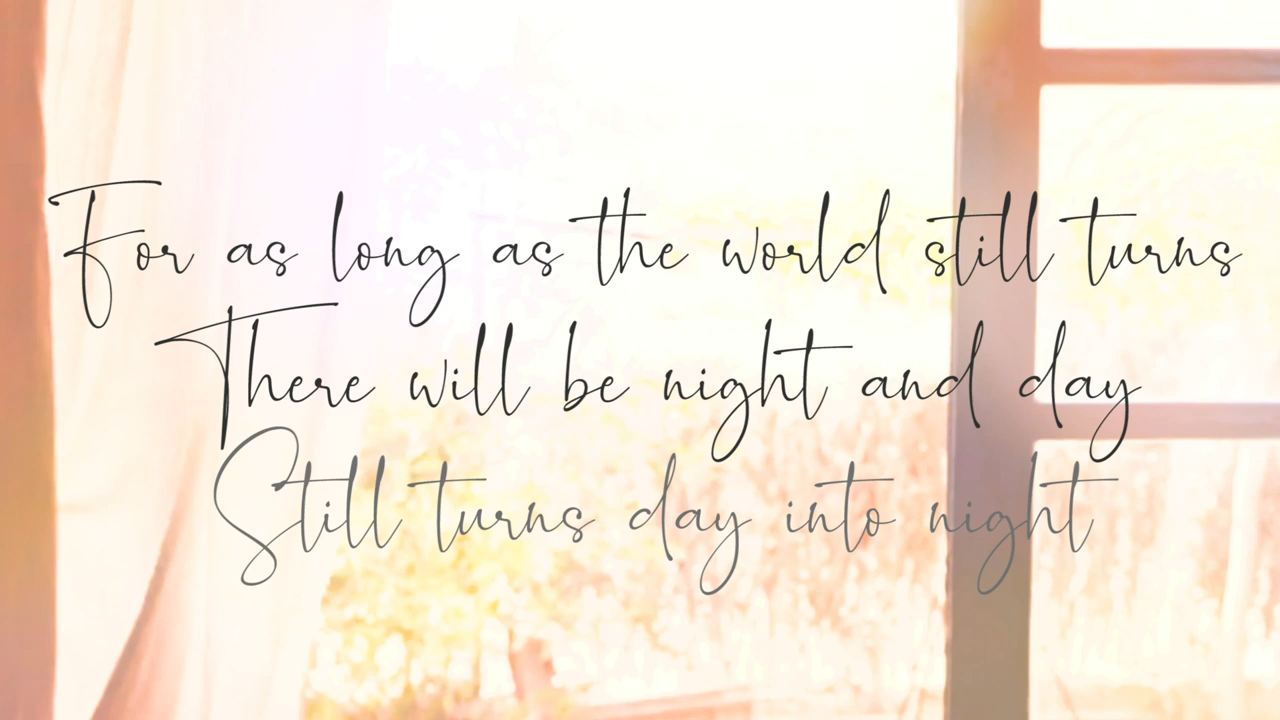 For as long as the world still turns
There will be night and day
Still turns day into night